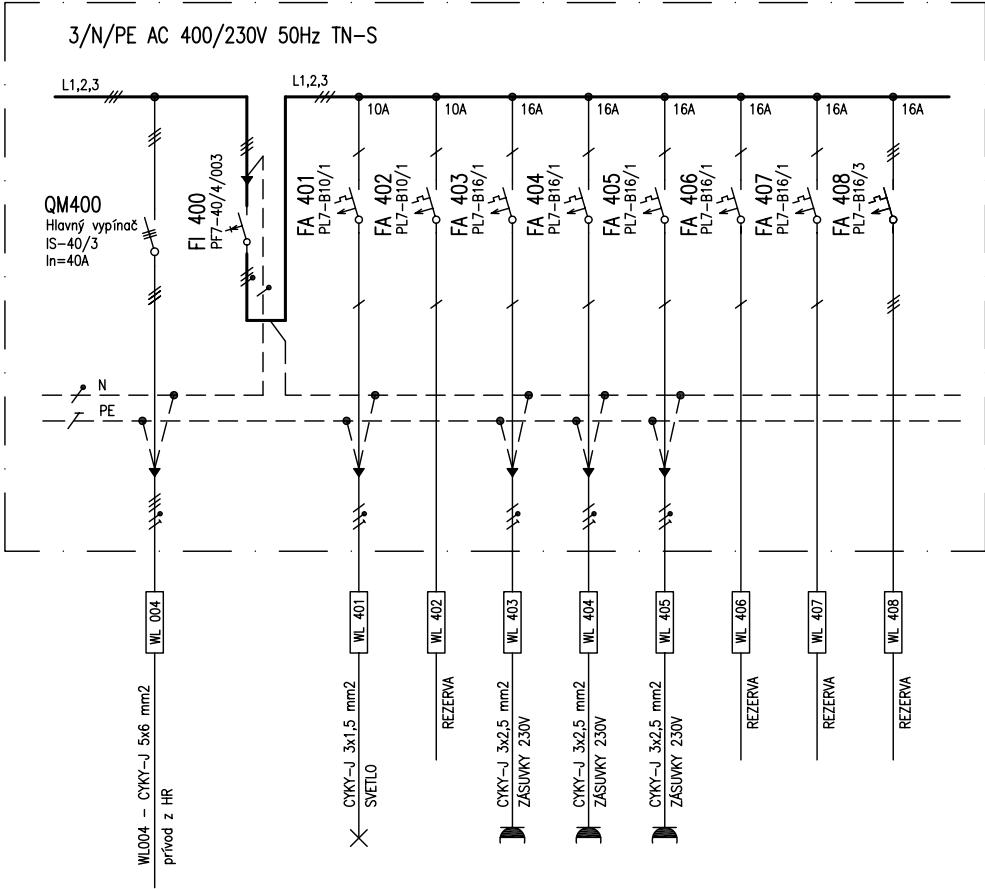 3/N/PE AC 400/230V 50Hz TN-S
L1,2,3
L1,2,3
10A
10A
16A
16A
16A
16A
16A
16A
QM400
Hlavný vypínač
IS-40/3
In=40A
FI 400
PF7-40/4/003
FA 401
PL7-B10/1
FA 402
PL7-B10/1
FA 403
PL7-B16/1
FA 404
PL7-B16/1
FA 405
PL7-B16/1
FA 406
PL7-B16/1
FA 407
PL7-B16/1
FA 408
PL7-B16/3
N
PE
WL 004
WL 401
WL 402
WL 403
WL 404
WL 405
WL 406
WL 407
WL 408
WL004 - CYKY-J 5x6 mm2
prívod z HR
CYKY-J 3x1,5 mm2
SVETLO
REZERVA
CYKY-J 3x2,5 mm2
ZÁSUVKY 230V
CYKY-J 3x2,5 mm2
ZÁSUVKY 230V
CYKY-J 3x2,5 mm2
ZÁSUVKY 230V
REZERVA
REZERVA
REZERVA